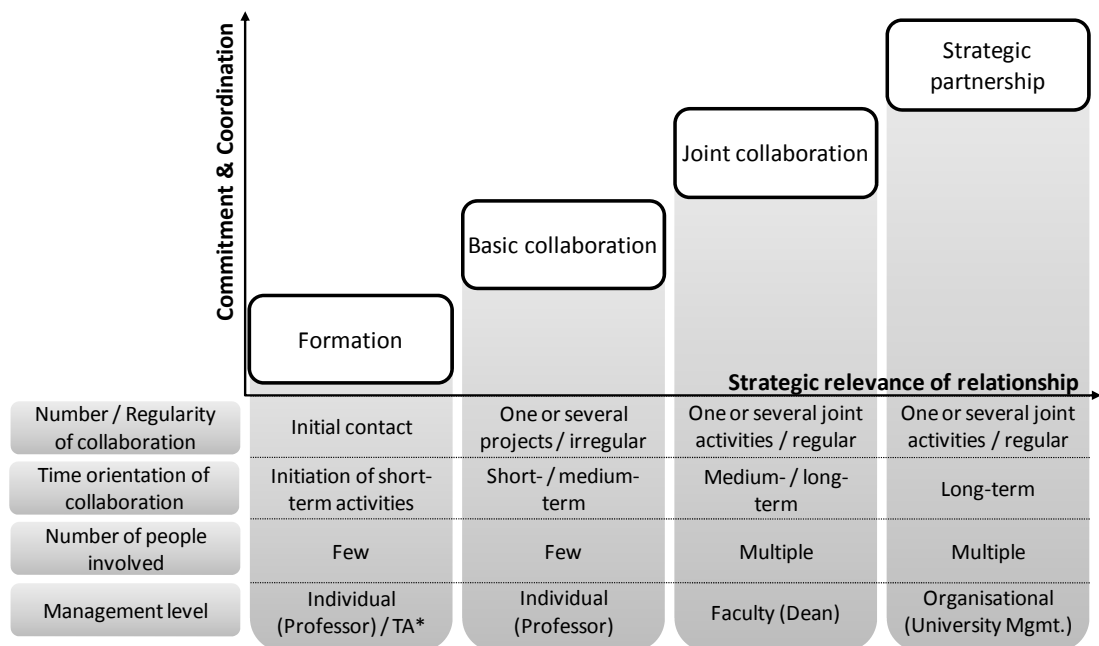 Commitment & Coordination
Strategic
partnership
Joint collaboration
Basic collaboration
Formation
Strategic relevance of relationship
Number / Regularity
of collaboration
Initial contact
One or several
projects / irregular
One or several joint
activities / regular
One or several joint
activities / regular
Time orientation of
collaboration
Initiation of short-
term activities
Short- / medium-
term
Medium- / long-
term
Long-term
Number of people
involved
Few
Few
Multiple
Multiple
Management level
Individual
(Professor) / TA*
Individual
(Professor)
Faculty (Dean)
Organisational
(University Mgmt.)